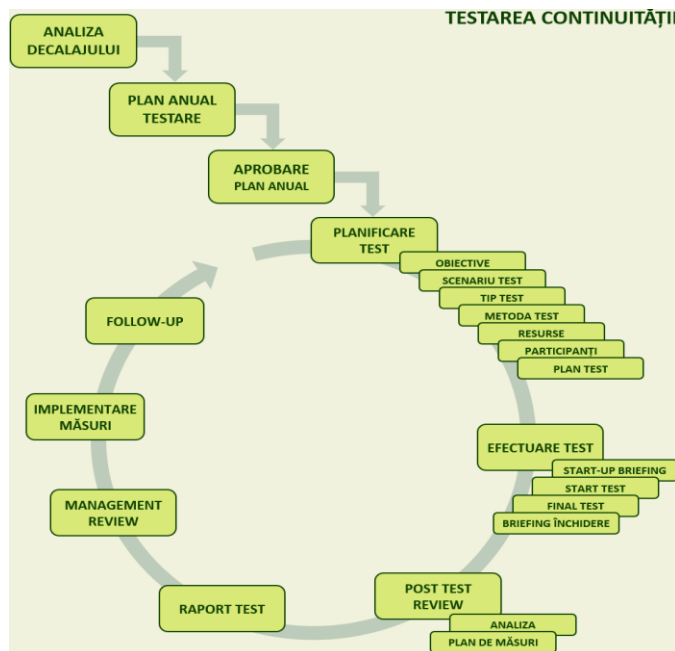 TESTAREA CONTINUITĂȚII
ANALIZA
DECALAJULUI
PLAN ANUAL
TESTARE
APROBARE
PLAN ANUAL
PLANIFICARE
TEST
OBIECTIVE
SCENARIU TEST
TIP TEST
METODA TEST
RESURSE
PARTICIPANȚI
PLAN TEST
EFECTUARE TEST
START-UP BRIEFING
START TEST
FINAL TEST
BRIEFING ÎNCHIDERE
POST TEST
REVIEW
ANALIZA
PLAN DE MĂSURI
RAPORT TEST
MANAGEMENT
REVIEW
IMPLEMENTARE
MĂSURI
FOLLOW-UP